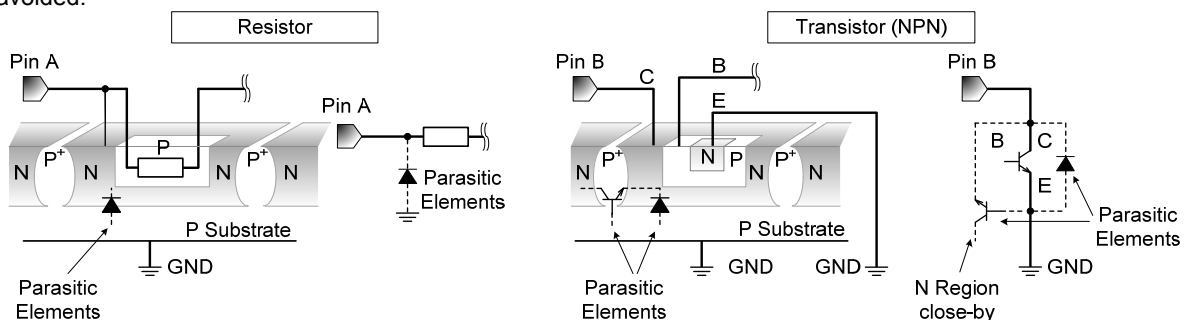 avoided.
Resistor
Transistor (NPN)
Pin A
Pin A
P
N
P+
N
N
P+
N
Parasitic
Elements
P Substrate
GND
Parasitic
Elements
Pin B
C
B
E
N
P+
N
N
P
N
P+
N
P Substrate
GND
GND
Parasitic
Elements
Pin B
B
C
E
Parasitic
Elements
GND
N Region
close-by